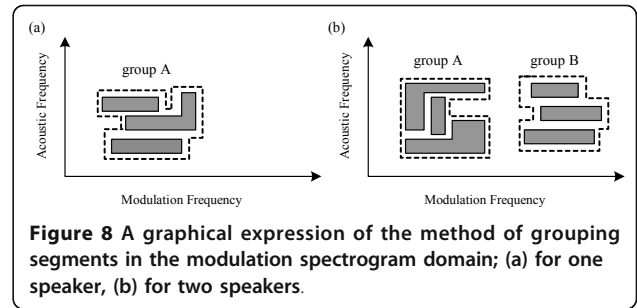 (a)
(b)
group A
group A
group B
Acoustic Frequency
Acoustic Frequency
Modulation Frequency
Modulation Frequency
Figure 8 A graphical expression of the method of grouping
segments in the modulation spectrogram domain; (a) for one
speaker, (b) for two speakers.